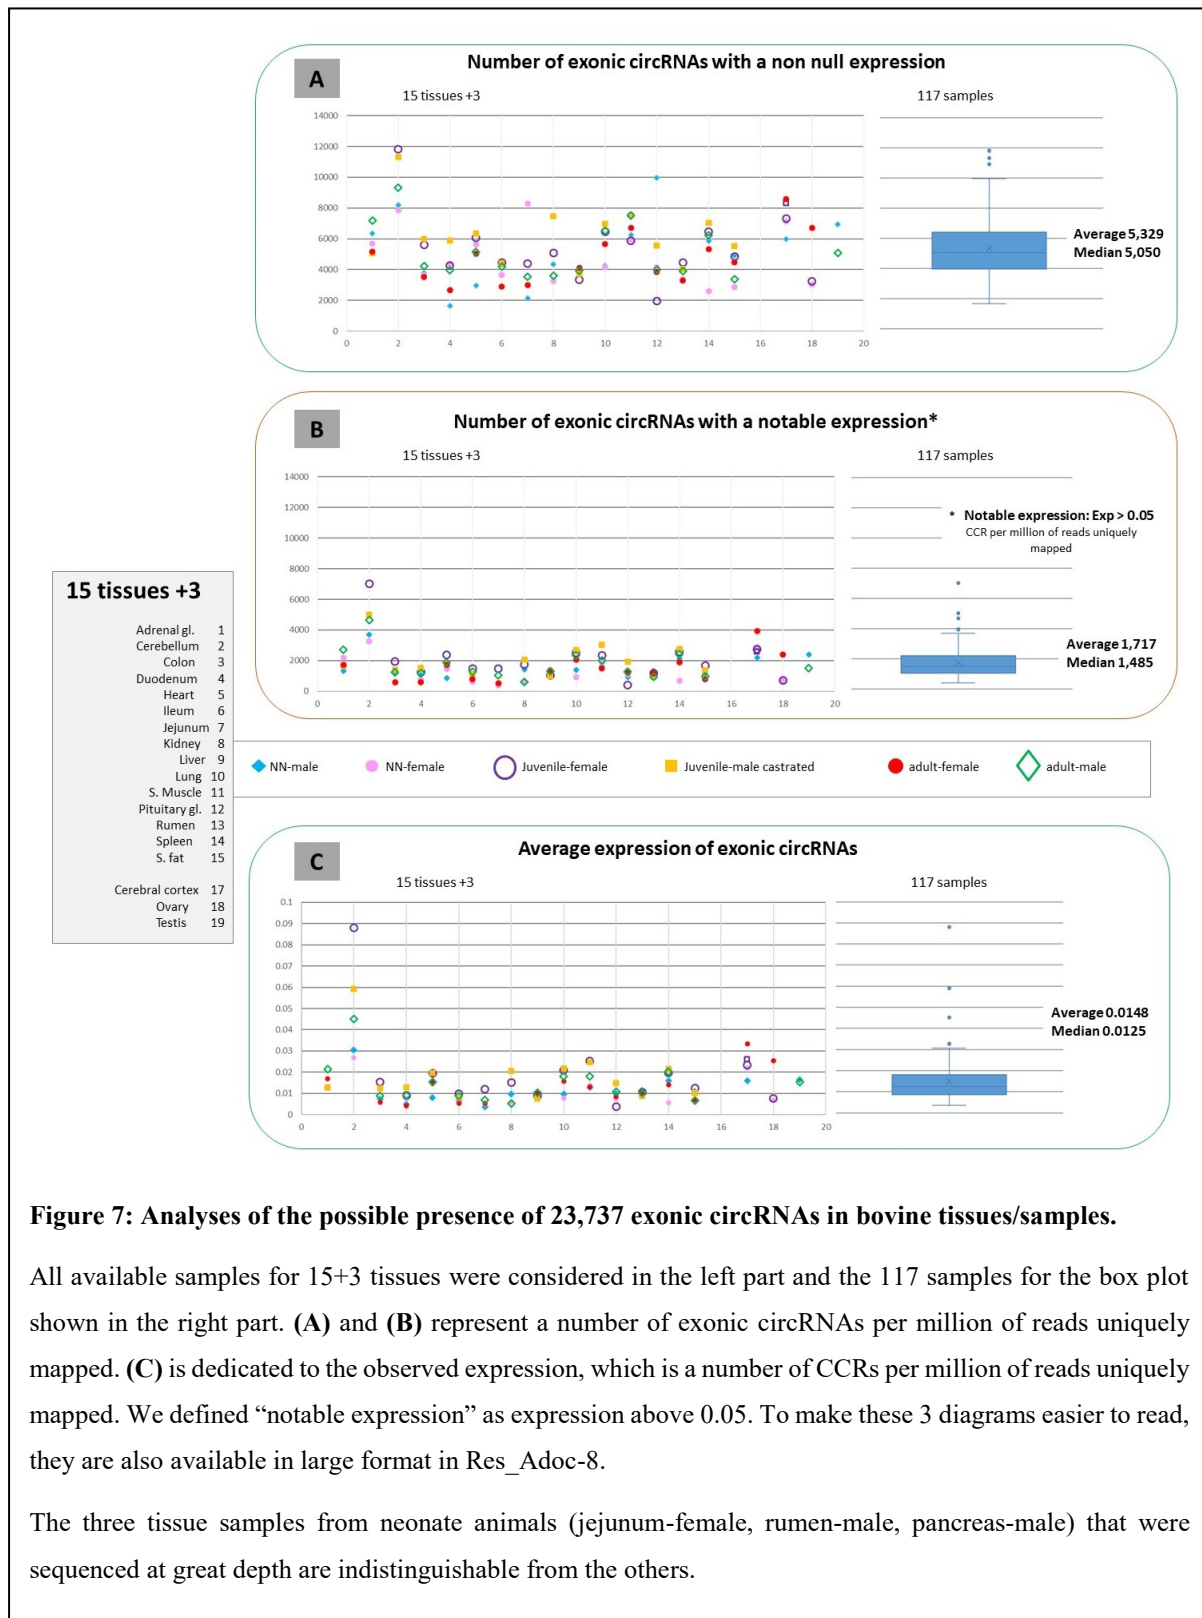 A
Number of exonic circRNAs with a non null expression
15 tissues +3
117 samples
14000
12000
10000
8000
6000
4000
2000
0
0 2 4 6 8 10 12 14 16 18 20
Average 5,329
Median 5,050
B
Number of exonic circRNAs with a notable expression*
15 tissues +3
117 samples
14000
12000
10000
8000
6000
4000
2000
0
0 2 4 6 8 10 12 14 16 18 20
* Notable expression: Exp > 0.05
CCR per million of reads uniquely
mapped
Average 1,717
Median 1,485
15 tissues +3
Adrenal gl. 1
Cerebellum 2
Colon 3
Duodenum 4
Heart 5
Ileum 6
Jejunum 7
Kidney 8
Liver 9
Lung 10
S. Muscle 11
Pituitary gl. 12
Rumen 13
Spleen 14
S. fat 15
Cerebral cortex 17
Ovary 18
Testis 19
NN-male NN-female Juvenile-female Juvenile-male castrated adult-female adult-male
C
Average expression of exonic circRNAs
15 tissues +3
117 samples
0.1
0.09
0.08
0.07
0.06
0.05
0.04
0.03
0.02
0.01
0
0 2 4 6 8 10 12 14 16 18 20
Average 0.0148
Median 0.0125
Figure 7: Analyses of the possible presence of 23,737 exonic circRNAs in bovine tissues/samples.
All available samples for 15+3 tissues were considered in the left part and the 117 samples for the box plot
shown in the right part. (A) and (B) represent a number of exonic circRNAs per million of reads uniquely
mapped. (C) is dedicated to the observed expression, which is a number of CCRs per million of reads uniquely
mapped. We defined “notable expression” as expression above 0.05. To make these 3 diagrams easier to read,
they are also available in large format in Res_Adoc-8.
The three tissue samples from neonate animals (jejunum-female, rumen-male, pancreas-male) that were
sequenced at great depth are indistinguishable from the others.